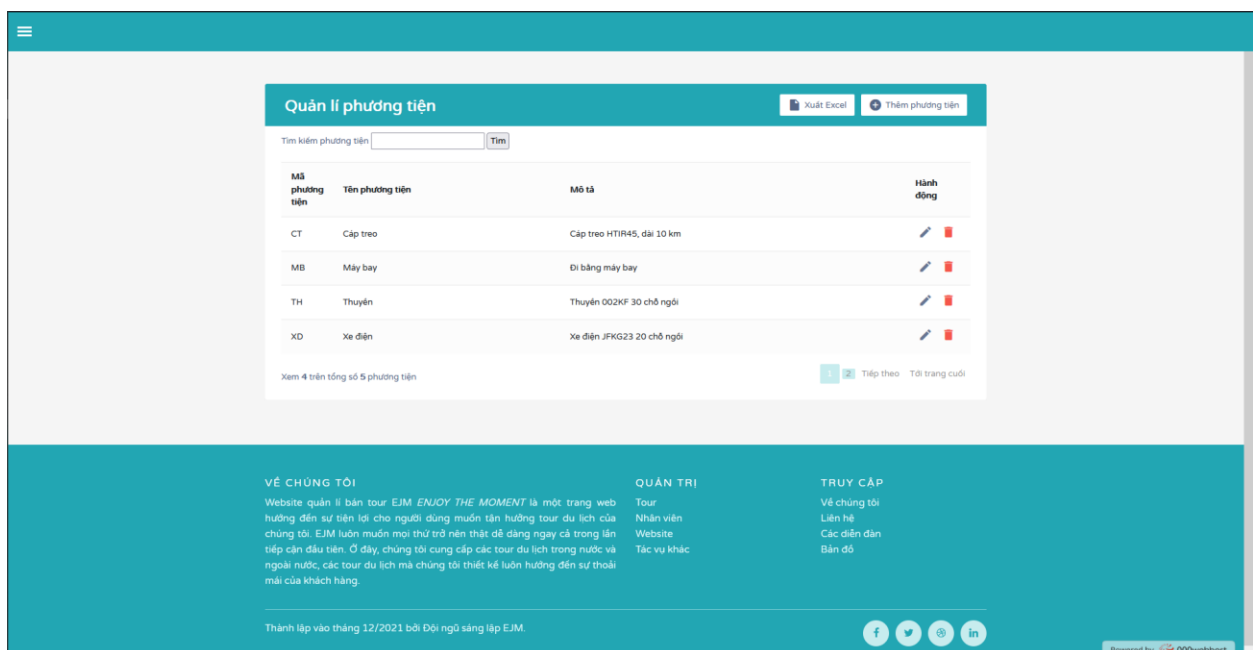 Quản lí phương tiện
Xuất Excel
Thêm phương tiện
Tìm kiếm phương tiện
Tìm
Mã phương tiện
Tên phương tiện
Mô tả
Hành động
CT Cáp treo Cáp treo HTIR45, dài 10 km
MB Máy bay Đi bằng máy bay
TH Thuyền Thuyền 002KF 30 chỗ ngồi
XD Xe điện Xe điện JFKG23 20 chỗ ngồi
Xem 4 trên tổng số 5 phương tiện
1 2 Tiếp theo Tới trang cuối
VỀ CHÚNG TÔI
Website quản lí bán tour EJM ENJOY THE MOMENT là một trang web
hướng đến sự tiện lợi cho người dùng muốn tận hưởng tour du lịch của
chúng tôi. EJM luôn muốn mọi thứ trở nên thật dễ dàng ngay cả trong lần
tiếp cận đầu tiên. Ở đây, chúng tôi cung cấp các tour du lịch trong nước và
ngoài nước, các tour du lịch mà chúng tôi thiết kế luôn hướng đến sự thoải
mái của khách hàng.
QUẢN TRỊ
Tour
Nhân viên
Website
Tác vụ khác
TRUY CẬP
Về chúng tôi
Liên hệ
Các diễn đàn
Bản đồ
Thành lập vào tháng 12/2021 bởi Đội ngũ sáng lập EJM.
f
in
Powered by 000webhost